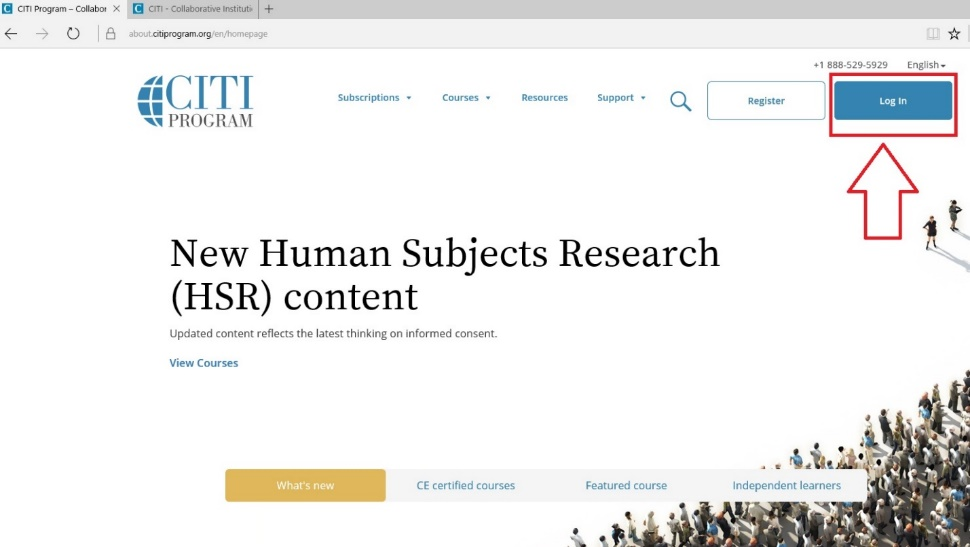 CITI Program – Collabor
CITI - Collaborative Instituti
about.citiprogram.org/en/homepage
+1 888-529-5929 English
CITI
PROGRAM
Subscriptions Courses Resources Support Register Log In
New Human Subjects Research
(HSR) content
Updated content reflects the latest thinking on informed consent.
View Courses
What's new CE certified courses Featured course Independent learners